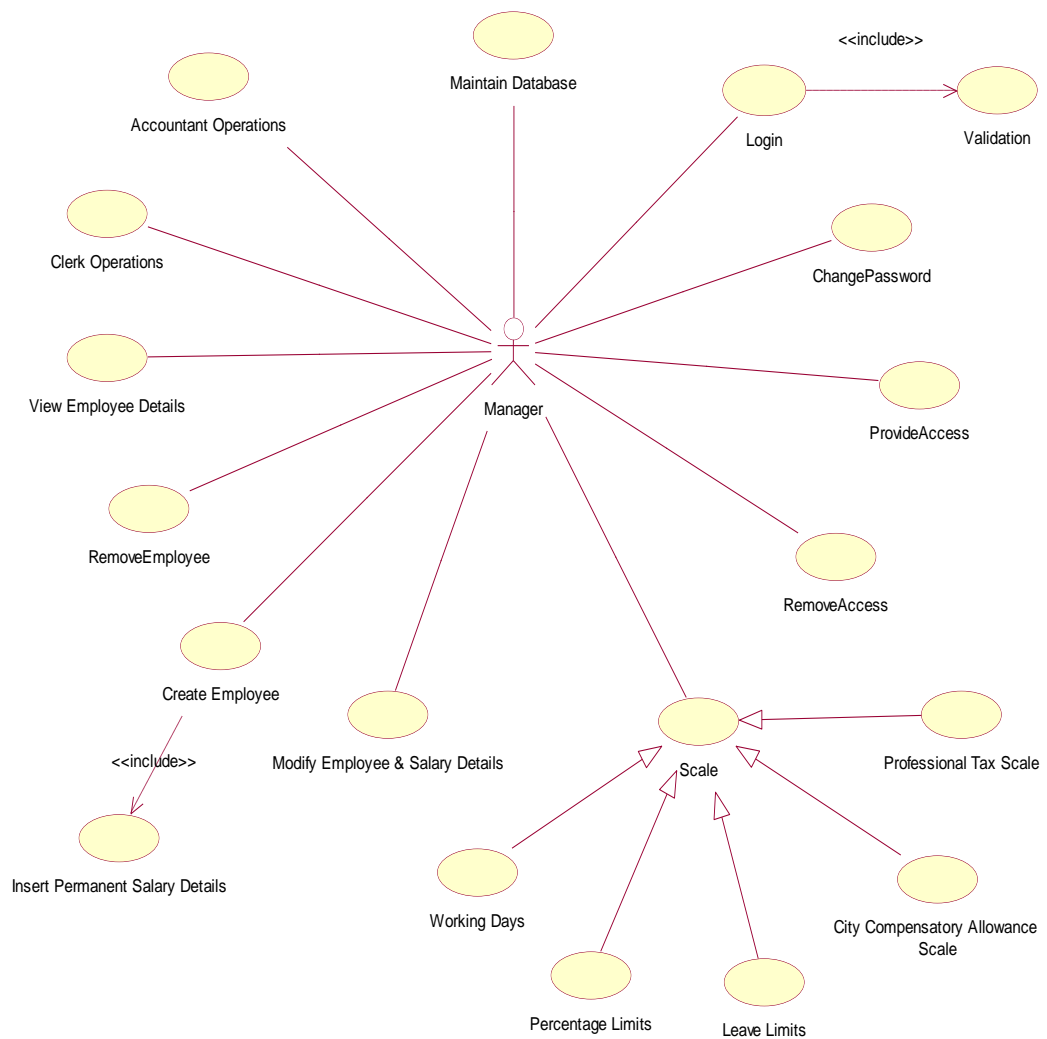 <<include>>
Maintain Database
Accountant Operations
Login
Validation
Clerk Operations
ChangePassword
View Employee Details
Manager
ProvideAccess
RemoveEmployee
RemoveAccess
Create Employee
<<include>>
Modify Employee & Salary Details
Scale
Professional Tax Scale
Insert Permanent Salary Details
Working Days
City Compensatory Allowance
Scale
Percentage Limits
Leave Limits